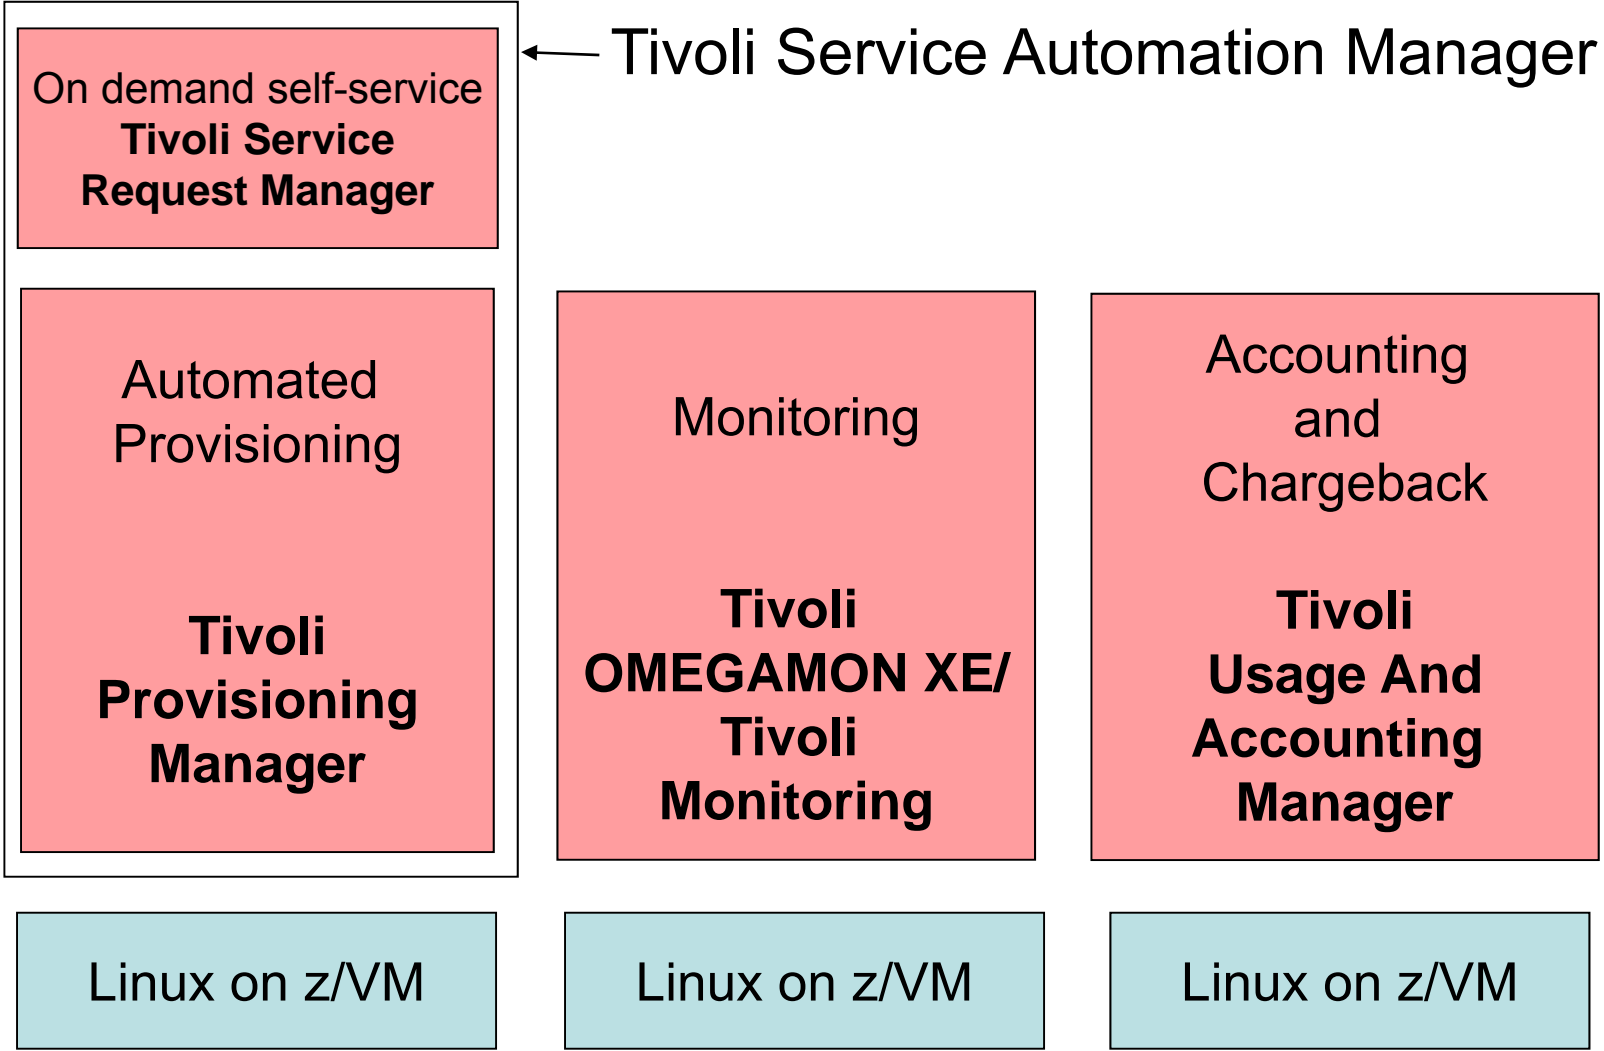 Tivoli Service Automation Manager
On demand self-service
Tivoli Service
Request Manager
Automated
Provisioning
Tivoli
Provisioning
Manager
Monitoring
Tivoli
OMEGAMON XE/
Tivoli
Monitoring
Accounting
and
Chargeback
Tivoli
Usage And
Accounting
Manager
Linux on z/VM
Linux on z/VM
Linux on z/VM